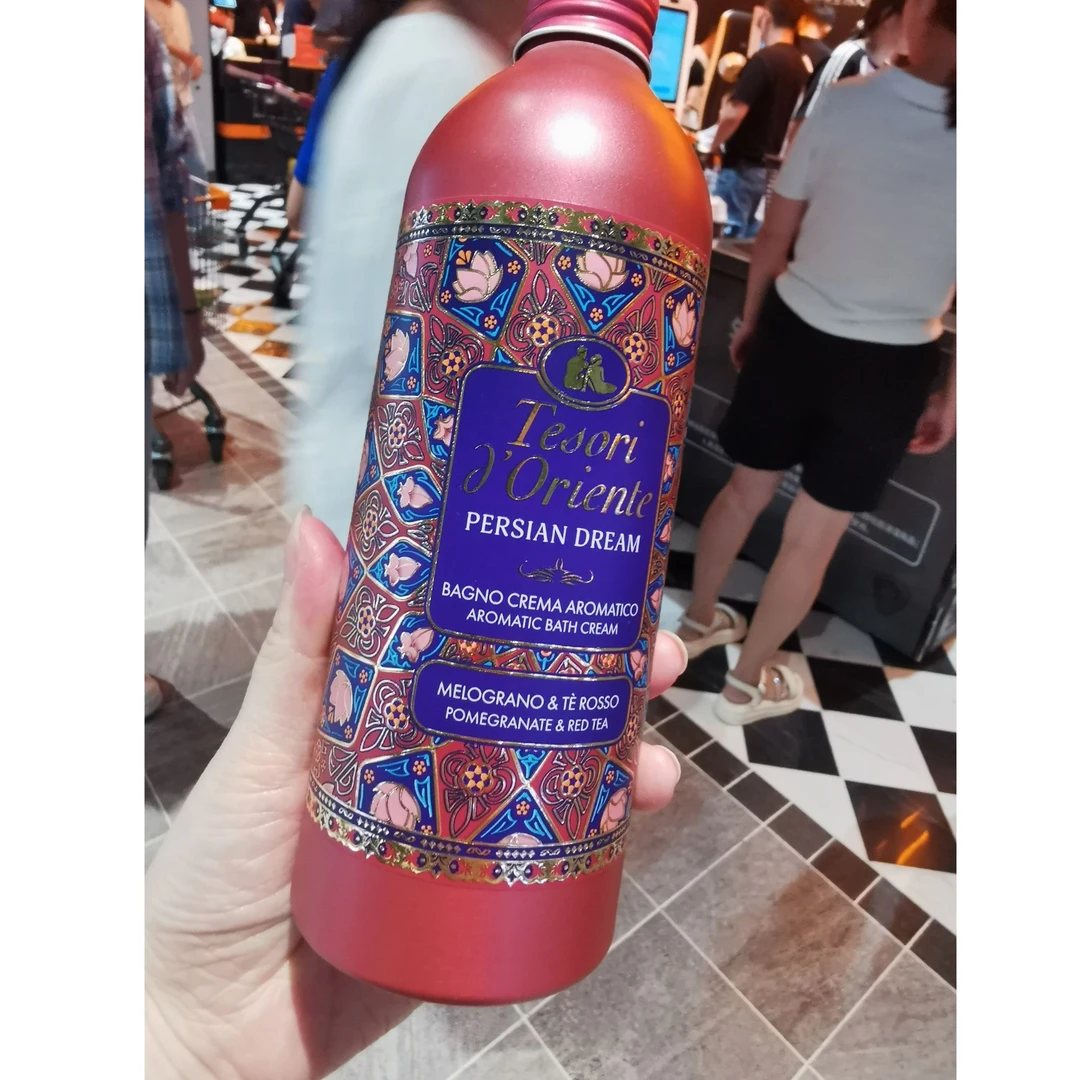 Tesori
d'Oriente
PERSIAN DREAM
BAGNO CREMA AROMATICO
AROMATIC BATH CREAM
MELOGRANO & TÈ ROSSO
POMEGRANATE & RED TEA